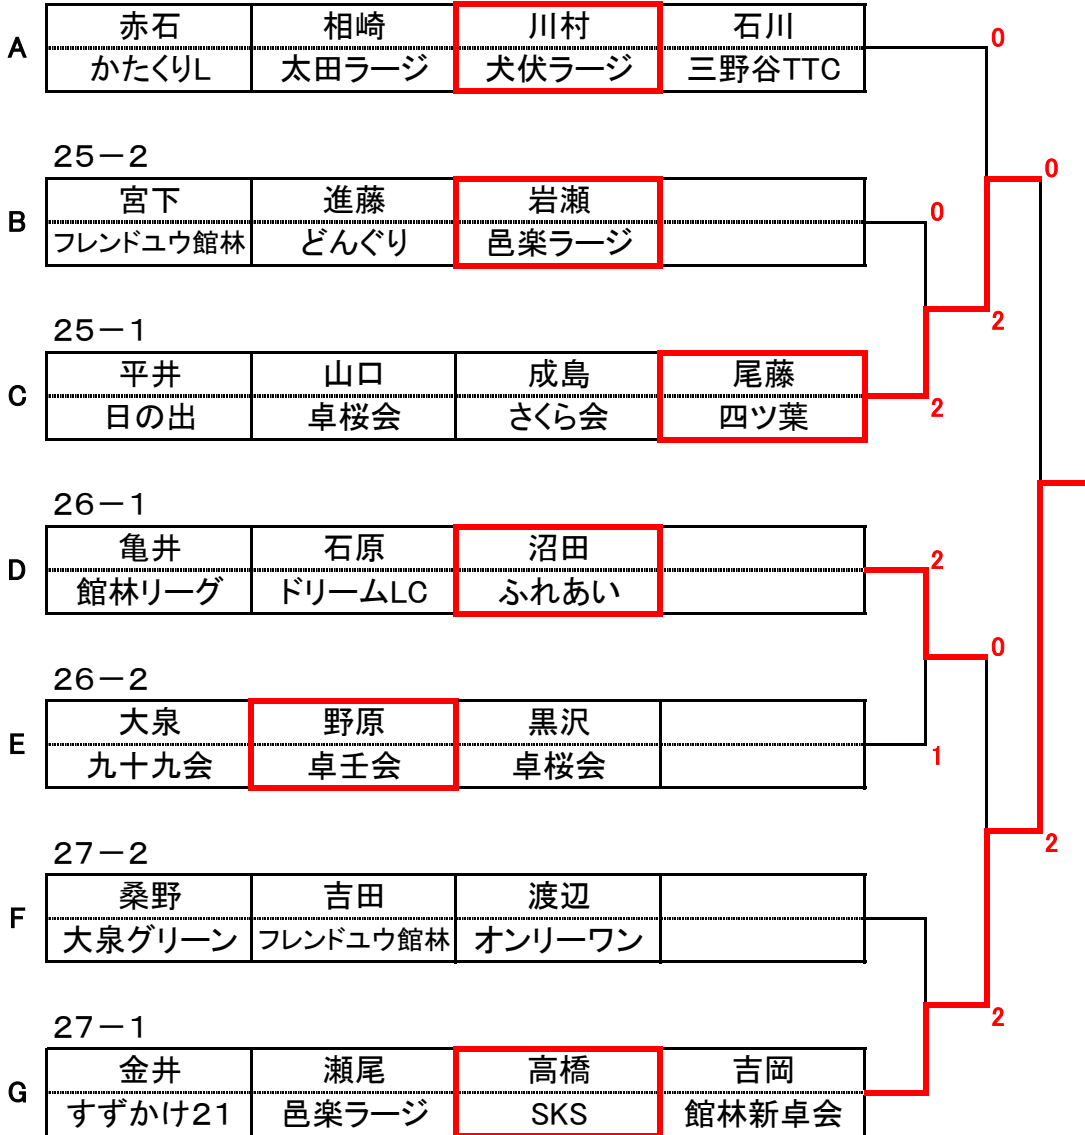 A
赤石 相崎 川村 石川
かたくりL 太田ラージ 犬伏ラージ 三野谷TTC
0
25－2
0
B
宮下 進藤 岩瀬
0
フレンドユウ館林 どんぐり 邑楽ラージ
25－1
2
C
平井 山口 成島 尾藤
日の出 卓桜会 さくら会 四ツ葉
2
26－1
D
亀井 石原 沼田
2
館林リーグ ドリームLC ふれあい
26－2
0
E
大泉 野原 黒沢
九十九会 卓壬会 卓桜会
1
27－2
2
F
桑野 吉田 渡辺
大泉グリーン フレンドユウ館林 オンリーワン
27－1
2
G
金井 瀬尾 高橋 吉岡
すずかけ21 邑楽ラージ SKS 館林新卓会